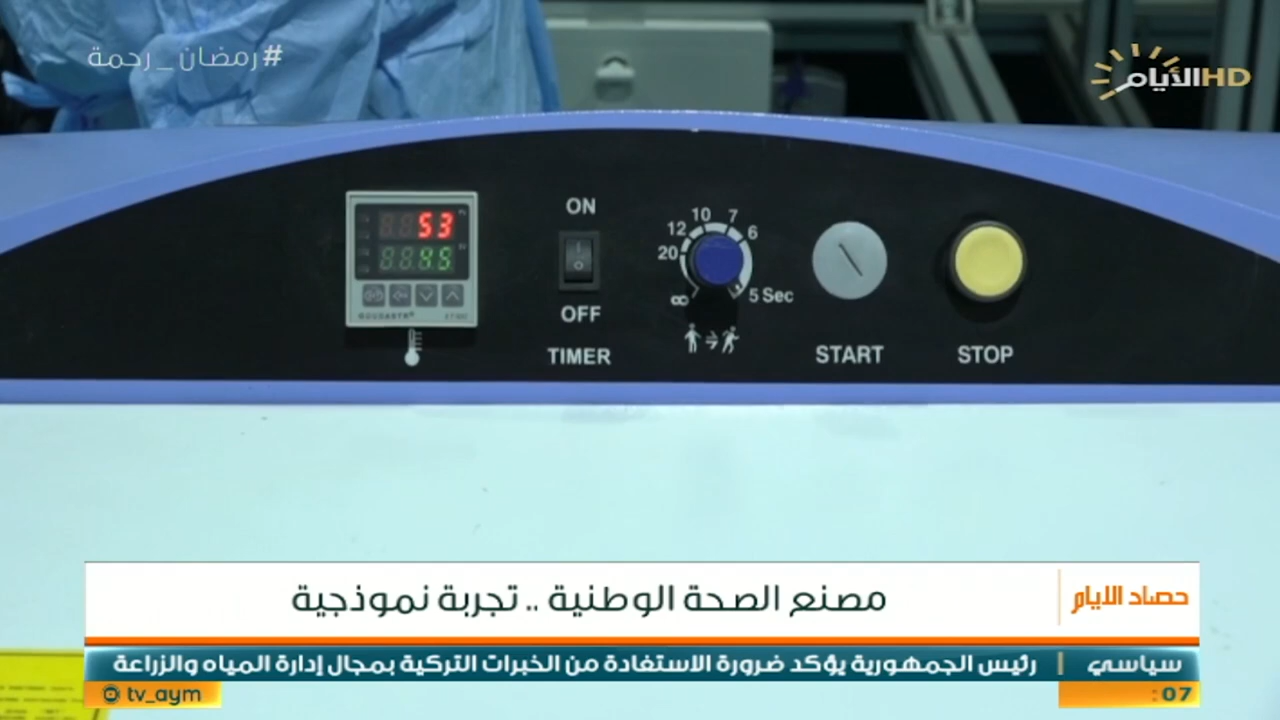 #رمضان_رحمة
الأيام HD
53
45
ON
OFF
TIMER
20 12 10 7 6 5 Sec
∞
START
STOP
حصاد الايام
مصنع الصحة الوطنية .. تجربة نموذجية
سياسي | رئيس الجمهورية يؤكد ضرورة الاستفادة من الخبرات التركية بمجال إدارة المياه والزراعة
tv_aym
:07